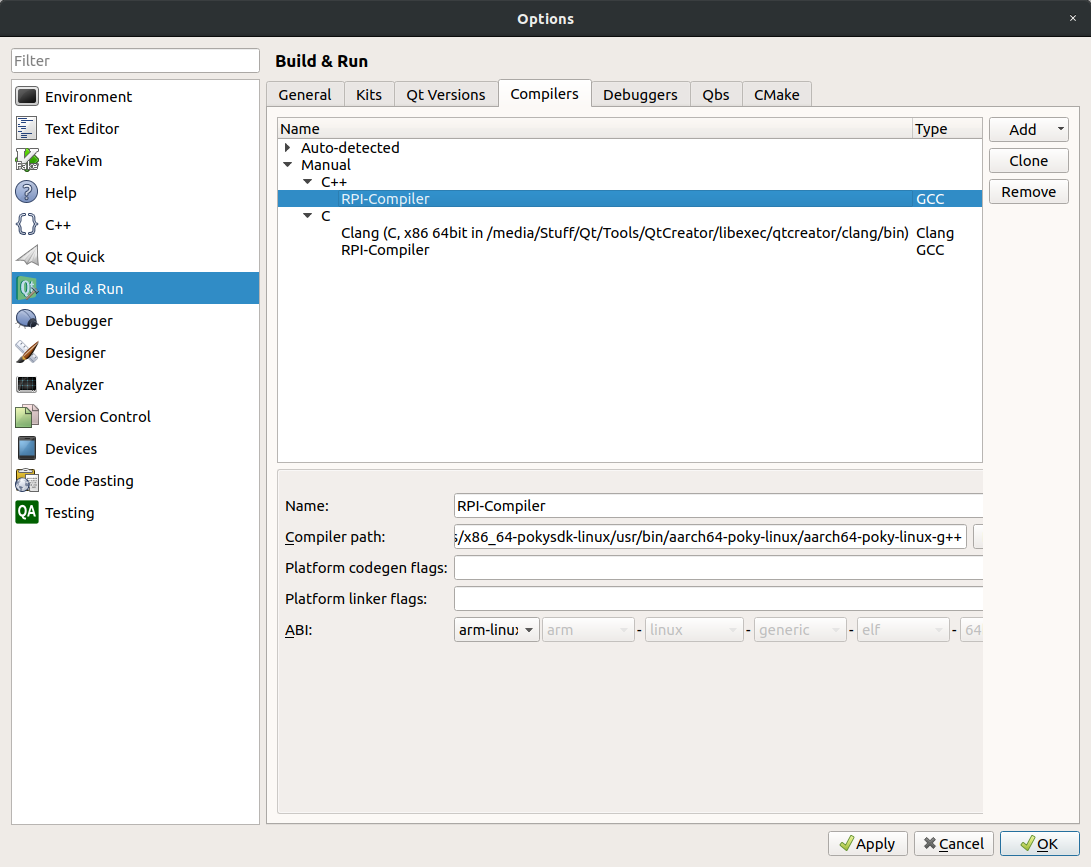 Options
Filter
Environment
Text Editor
FakeVim
Help
C++
Qt Quick
Build & Run
Debugger
Designer
Analyzer
Version Control
Devices
Code Pasting
Testing
Build & Run
General Kits Qt Versions Compilers Debuggers Qbs CMake
Name Type
Auto-detected
Manual
C++
RPI-Compiler GCC
C
Clang (C, x86 64bit in /media/Stuff/Qt/Tools/QtCreator/libexec/qtcreator/clang/bin) Clang
RPI-Compiler GCC
Add
Clone
Remove
Name: RPI-Compiler
Compiler path: s/x86_64-pokysdk-linux/usr/bin/aarch64-poky-linux/aarch64-poky-linux-g++
Platform codegen flags:
Platform linker flags:
ABI: arm-linux arm - linux - generic - elf - 64
Apply Cancel OK